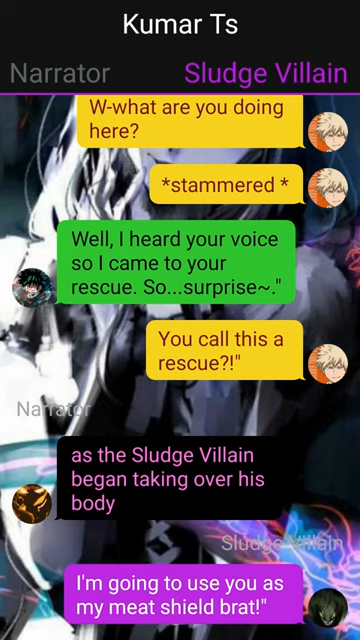 Kumar Ts
Narrator
Sludge Villain
W-what are you doing
here?
*stammered *
Well, I heard your voice
so I came to your
rescue. So...surprise~."
You call this a
rescue?!"
Narrator
as the Sludge Villain
began taking over his
body
Sludge Villain
I'm going to use you as
my meat shield brat!"